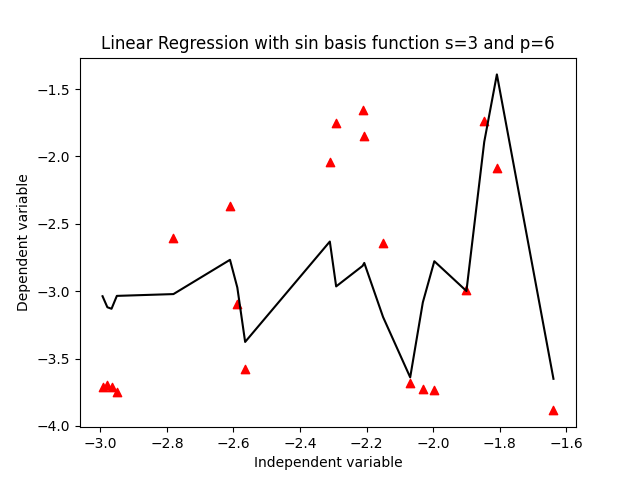 Linear Regression with sin basis function s=3 and p=6
−1.5
−2.0
−2.5
−3.0
−3.5
−4.0
Dependent variable
−3.0 −2.8 −2.6 −2.4 −2.2 −2.0 −1.8 −1.6
Independent variable